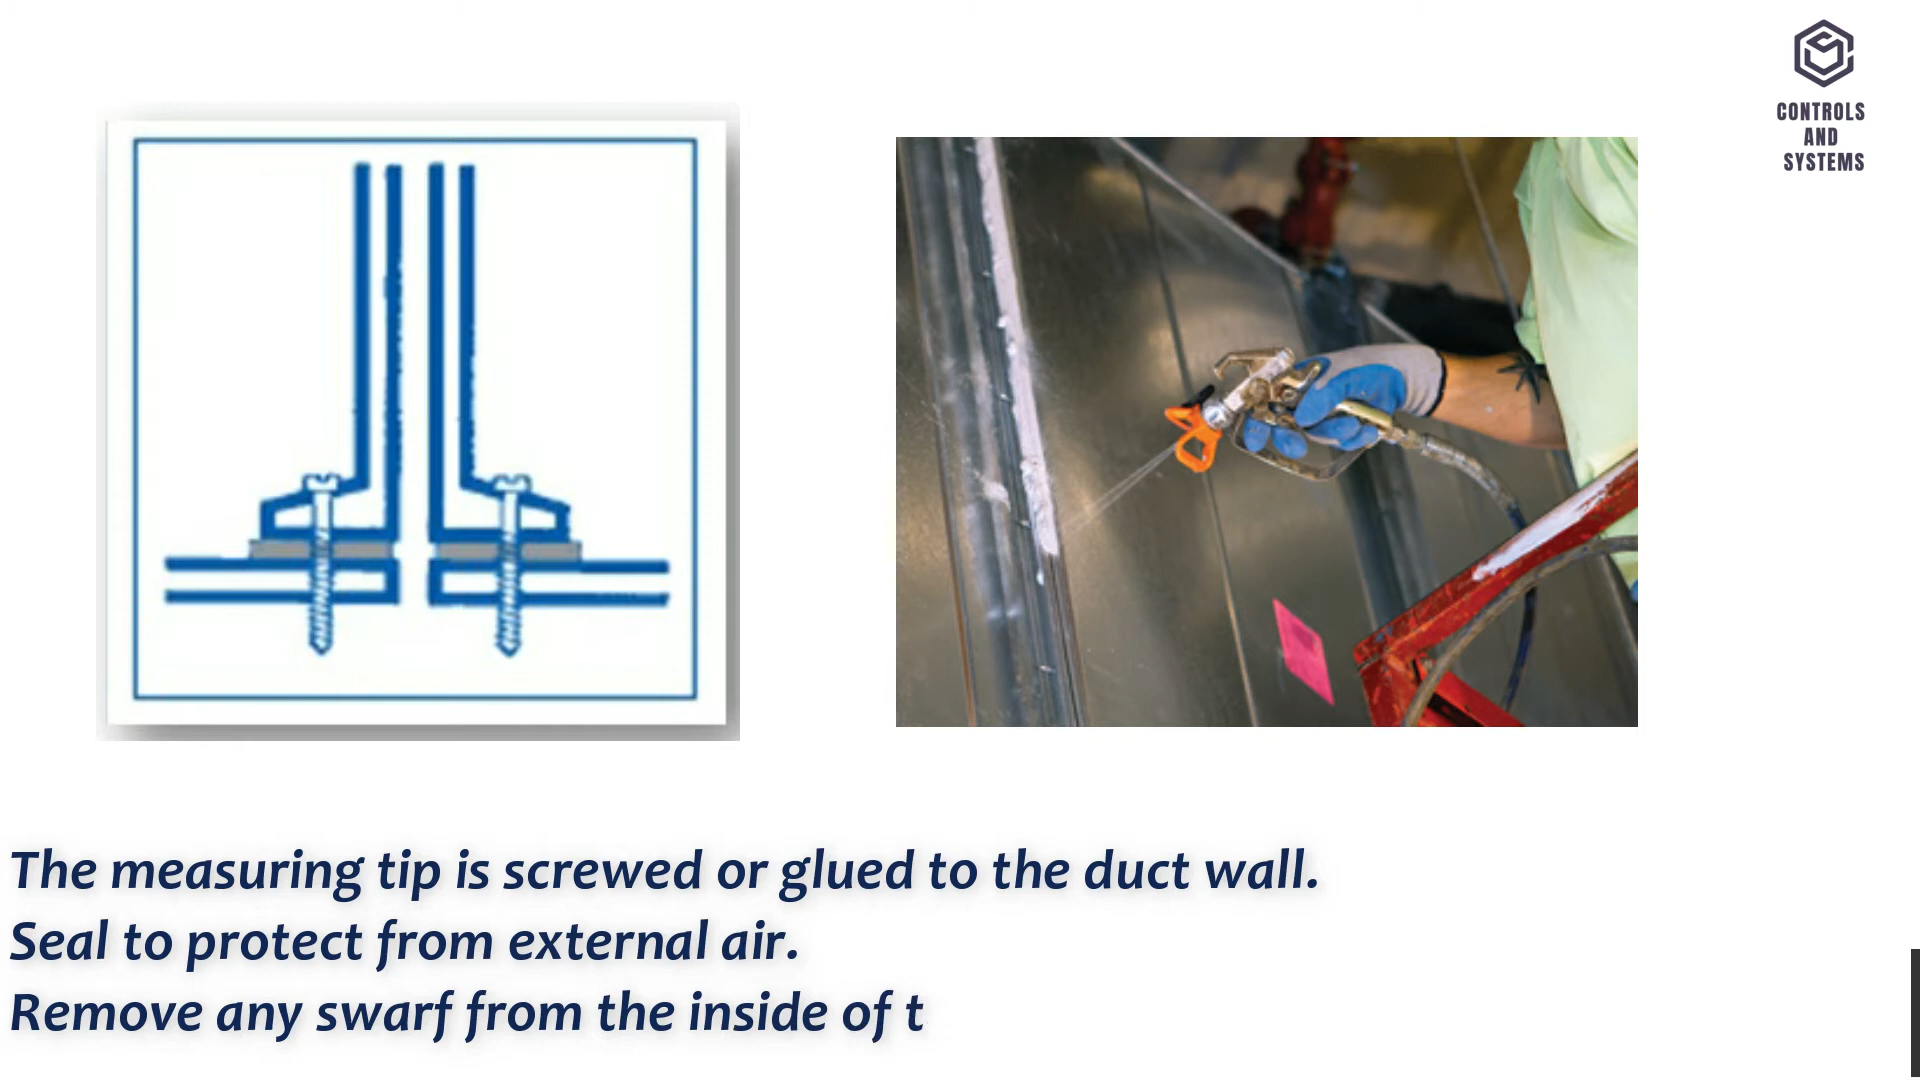 CONTROLS
AND
SYSTEMS
The measuring tip is screwed or glued to the duct wall.
Seal to protect from external air.
Remove any swarf from the inside of t